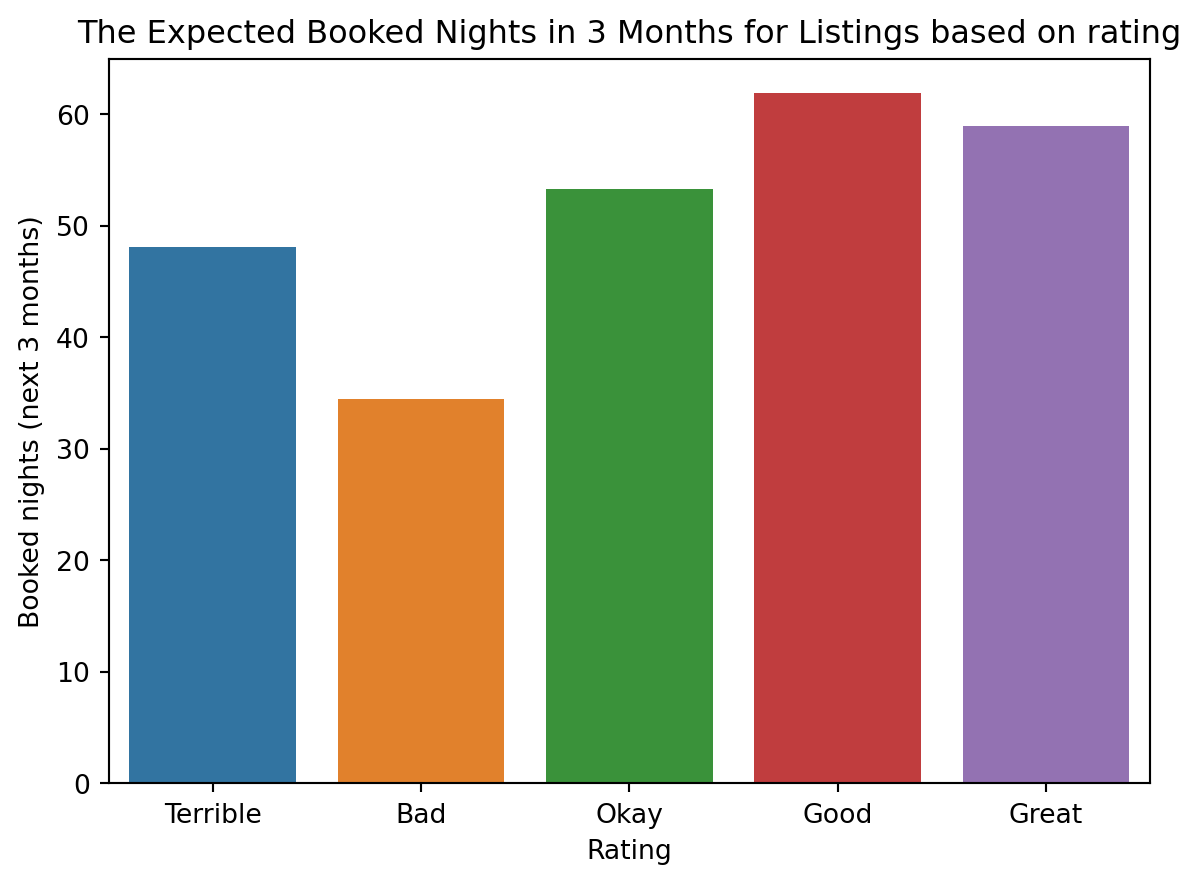 The Expected Booked Nights in 3 Months for Listings based on rating
Booked nights (next 3 months)
60
50
40
30
20
10
0
Terrible Bad Okay Good Great
Rating